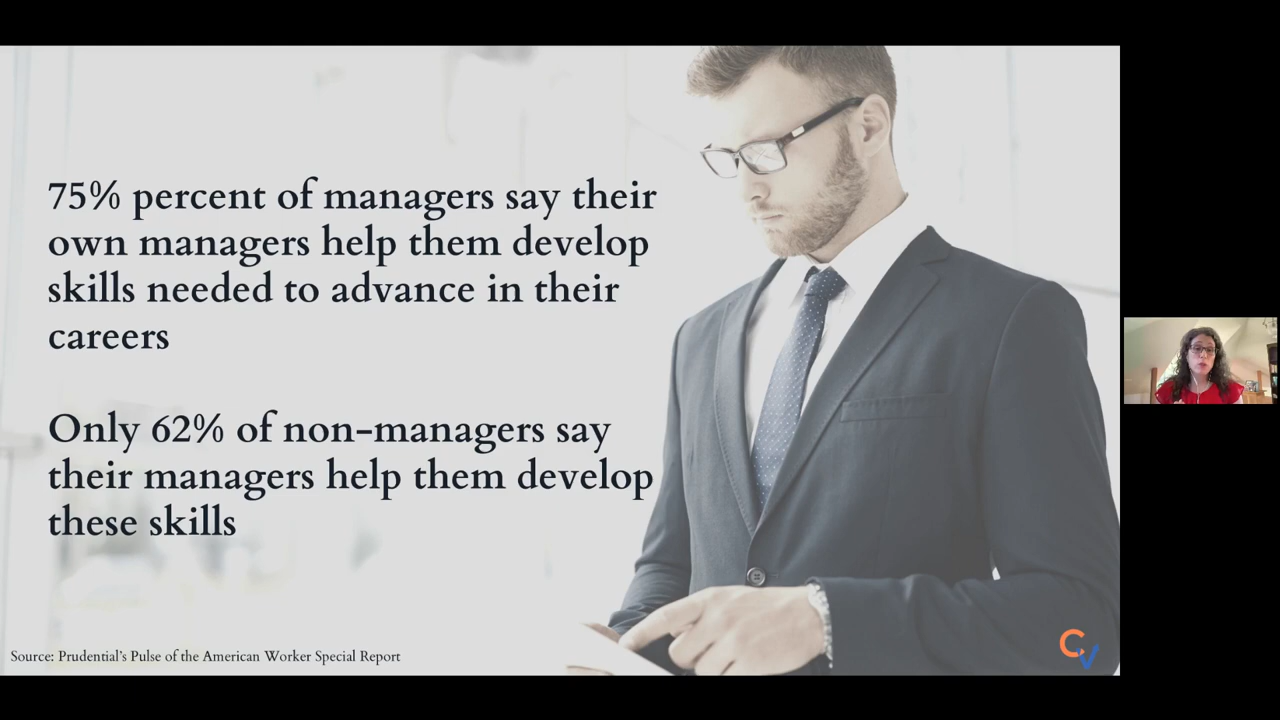 75% percent of managers say their
own managers help them develop
skills needed to advance in their
careers
Only 62% of non-managers say
their managers help them develop
these skills
Source: Prudential's Pulse of the American Worker Special Report
CV